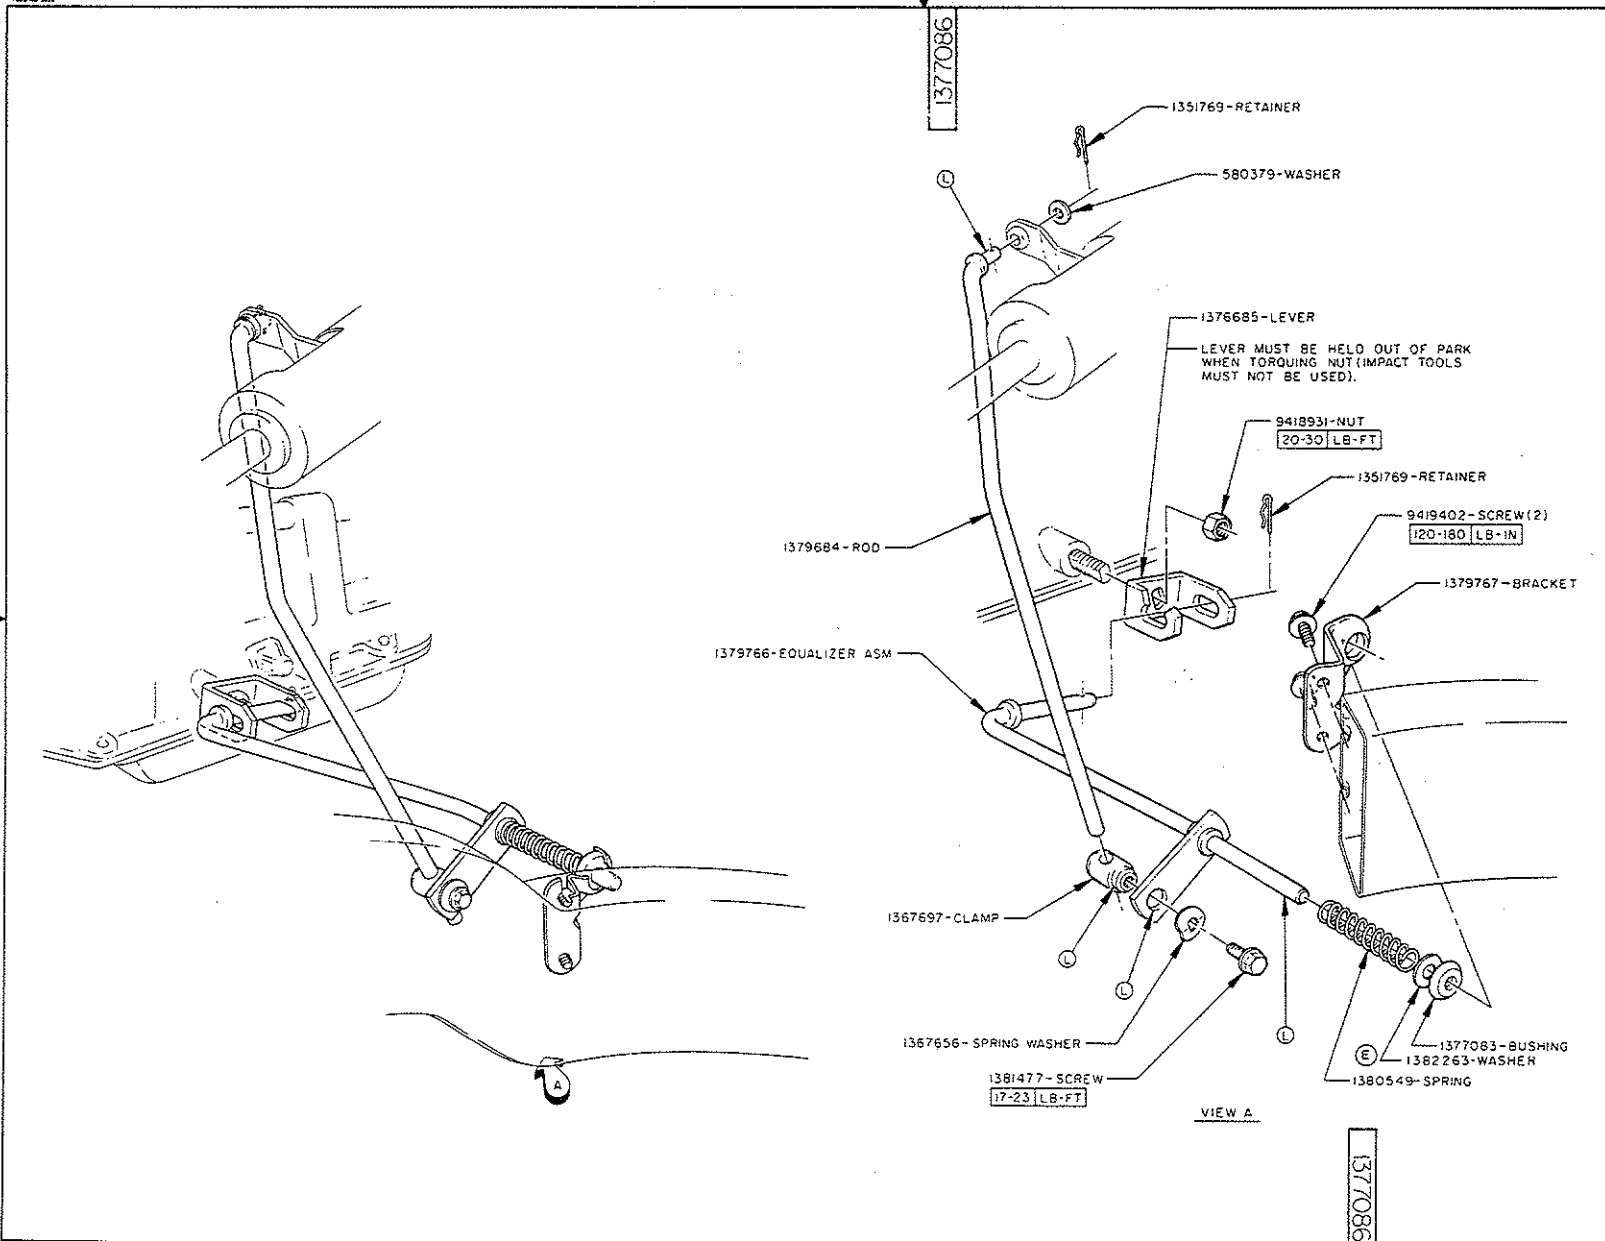 1377086
1351769-RETAINER
580379-WASHER
L
1376685-LEVER
LEVER MUST BE HELD OUT OF PARK
WHEN TORQUING NUT (IMPACT TOOLS
MUST NOT BE USED).
9418931-NUT
20-30 LB-FT
1351769-RETAINER
9419402-SCREW(2)
120-180 LB-IN
1379684-ROD
1379767-BRACKET
1379766-EQUALIZER ASM
1367697-CLAMP
L
L
L
1367656-SPRING WASHER
1377083-BUSHING
E
1382263-WASHER
1381477-SCREW
17-23 LB-FT
1380549-SPRING
A
VIEW A
1377086